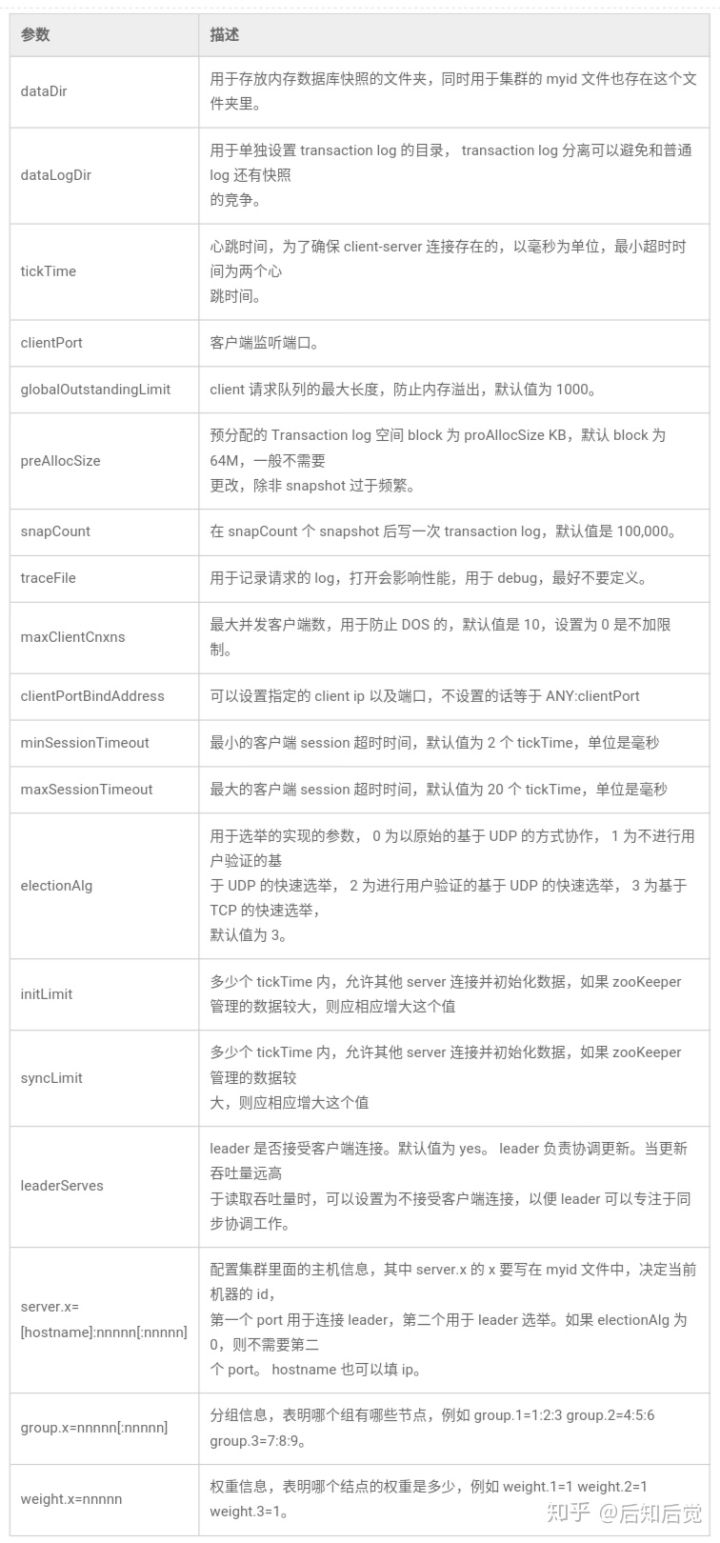 参数 描述
dataDir
用于存放内存数据库快照的文件夹，同时用于集群的 myid 文件也存在这个文
件夹里。
dataLogDir
用于单独设置 transaction log 的目录， transaction log 分离可以避免和普通
log 还有快照
的竞争。
tickTime
心跳时间，为了确保 client-server 连接存在的，以毫秒为单位，最小超时时
间为两个心
跳时间。
clientPort
客户端监听端口。
globalOutstandingLimit
client 请求队列的最大长度，防止内存溢出，默认值为 1000。
preAllocSize
预分配的 Transaction log 空间 block 为 proAllocSize KB，默认 block 为
64M，一般不需要
更改，除非 snapshot 过于频繁。
snapCount
在 snapCount 个 snapshot 后写一次 transaction log，默认值是 100,000。
traceFile
用于记录请求的 log，打开会影响性能，用于 debug，最好不要定义。
maxClientCnxns
最大并发客户端数，用于防止 DOS 的，默认值是 10，设置为 0 是不加限
制。
clientPortBindAddress
可以设置指定的 client ip 以及端口，不设置的话等于 ANY:clientPort
minSessionTimeout
最小的客户端 session 超时时间，默认值为 2 个 tickTime，单位是毫秒
maxSessionTimeout
最大的客户端 session 超时时间，默认值为 20 个 tickTime，单位是毫秒
electionAlg
用于选举的实现的参数， 0 为以原始的基于 UDP 的方式协作， 1 为不进行用
户验证的基
于 UDP 的快速选举， 2 为进行用户验证的基于 UDP 的快速选举， 3 为基于
TCP 的快速选举，
默认值为 3。
initLimit
多少个 tickTime 内，允许其他 server 连接并初始化数据，如果 zooKeeper
管理的数据较大，则应相应增大这个值
syncLimit
多少个 tickTime 内，允许其他 server 连接并初始化数据，如果 zooKeeper
管理的数据较
大，则应相应增大这个值
leaderServes
leader 是否接受客户端连接。默认值为 yes。 leader 负责协调更新。当更新
吞吐量远高
于读取吞吐量时，可以设置为不接受客户端连接，以便 leader 可以专注于同
步协调工作。
server.x=
[hostname]:nnnnn[:nnnnn]
配置集群里面的主机信息，其中 server.x 的 x 要写在 myid 文件中，决定当前
机器的 id，
第一个 port 用于连接 leader，第二个用于 leader 选举。如果 electionAlg 为
0，则不需要第二
个 port。 hostname 也可以填 ip。
group.x=nnnnn[:nnnnn]
分组信息，表明哪个组有哪些节点，例如 group.1=1:2:3 group.2=4:5:6
group.3=7:8:9。
weight.x=nnnnn
权重信息，表明哪个结点的权重是多少，例如 weight.1=1 weight.2=1
weight.3=1。
知乎 @后知后觉